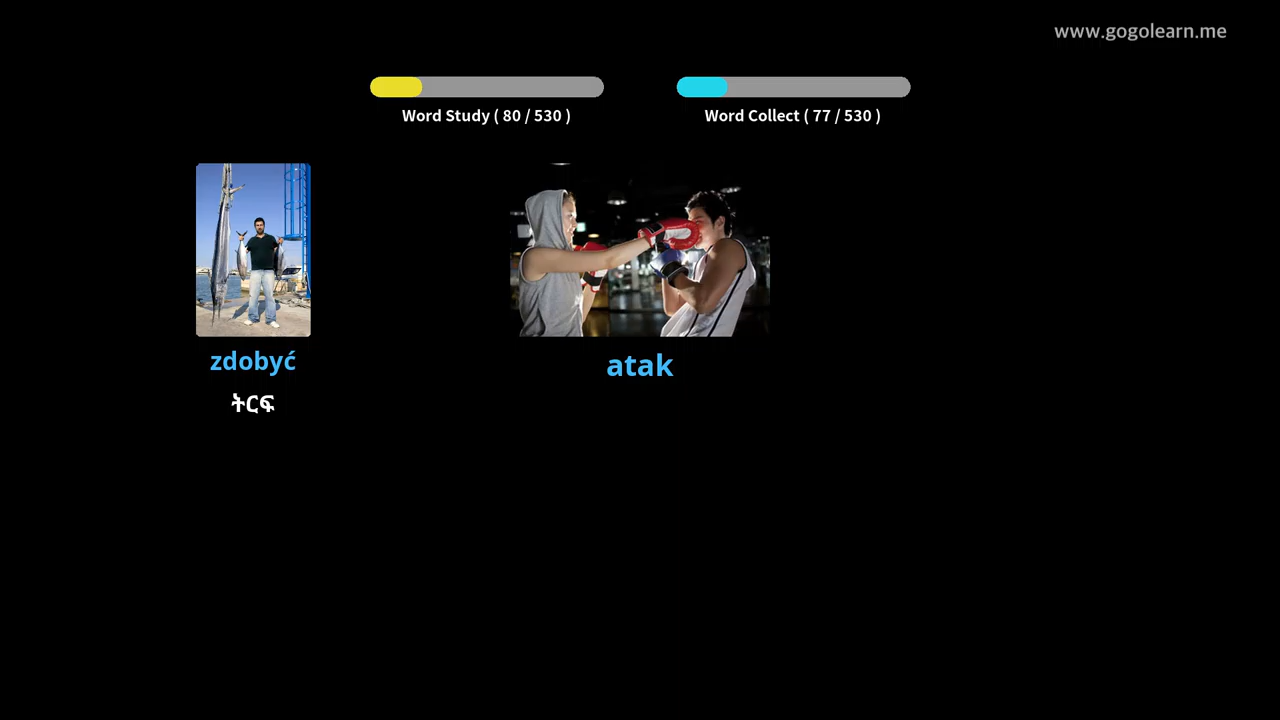 www.gogolearn.me
Word Study ( 80 / 530 )
Word Collect ( 77 / 530 )
zdobyć
ትርፍ
atak